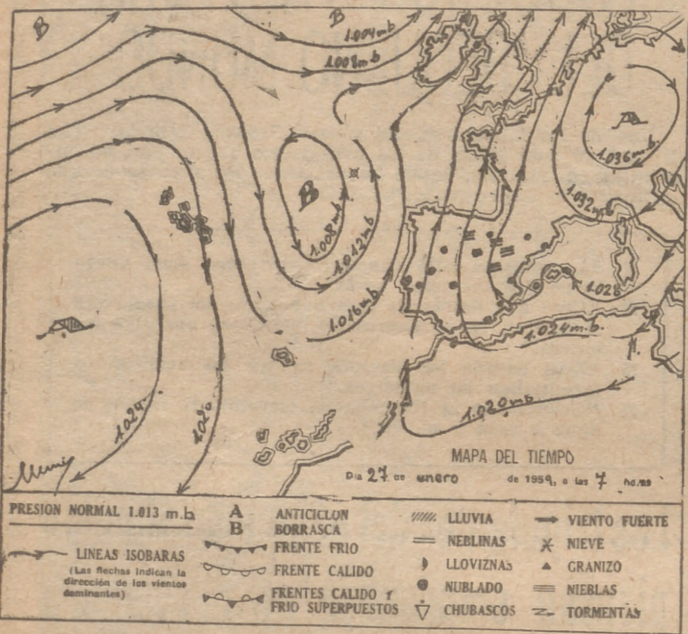 B
B
1.004 mb
1.008 mb
A
1.036 mb.
1.032 mb
B
1.008 mb
1.012 mb
1.016 mb
1.028
A
1.024 m.b.
1.024
1.020
1.020 mb
MAPA DEL TIEMPO
Dia 27 de enero de 1959, a las 7 horas
PRESION NORMAL 1.013 m.b.
LINEAS ISOBARAS
(Las flechas indican la
dirección de los vientos
dominantes)
A ANTICICLON
B BORRASCA
FRENTE FRIO
FRENTE CALIDO
FRENTES CALIDO Y
FRIO SUPERPUESTOS
LLUVIA
NEBLINAS
LLOVIZNAS
NUBLADO
CHUBASCOS
VIENTO FUERTE
NIEVE
GRANIZO
NIEBLAS
TORMENTAS